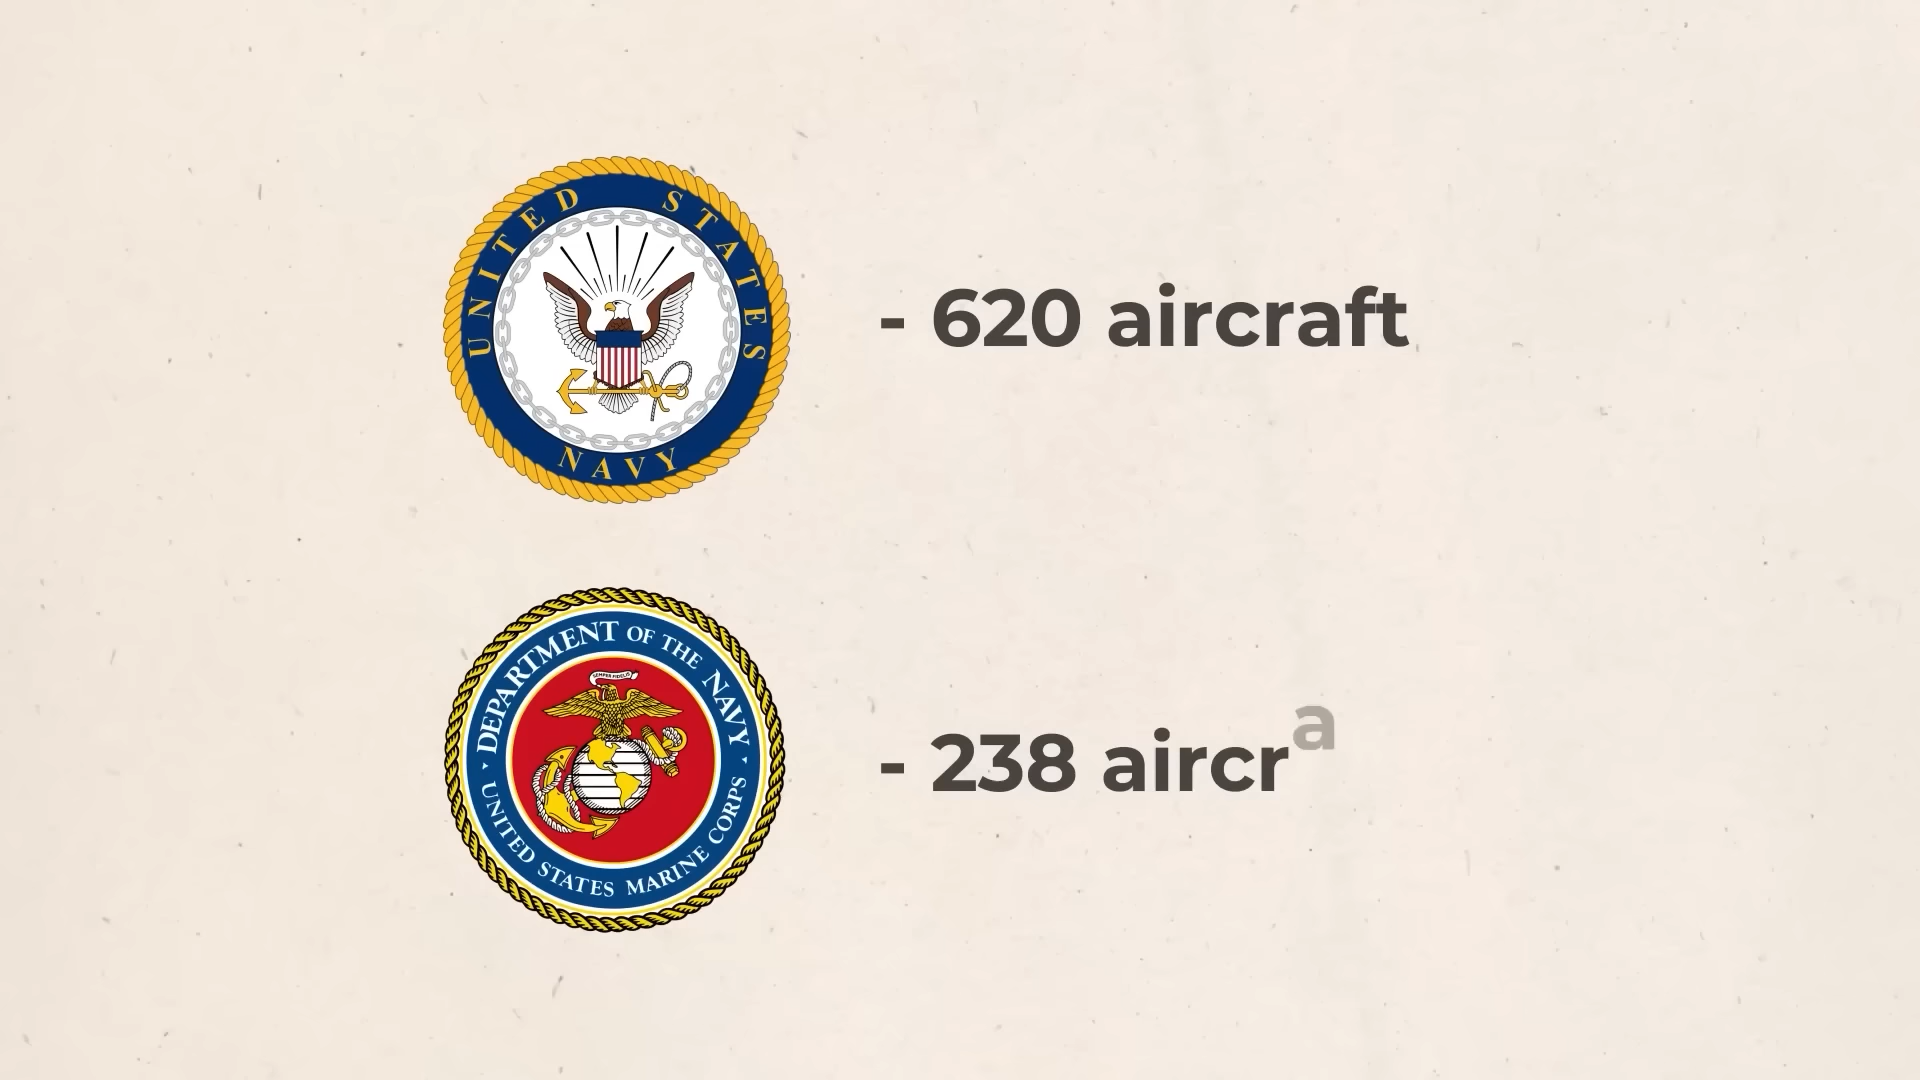 UNITED STATES
NAVY
- 620 aircraft
SEMPER FIDELIS
DEPARTMENT OF THE NAVY
UNITED STATES MARINE CORPS
- 238 aircra